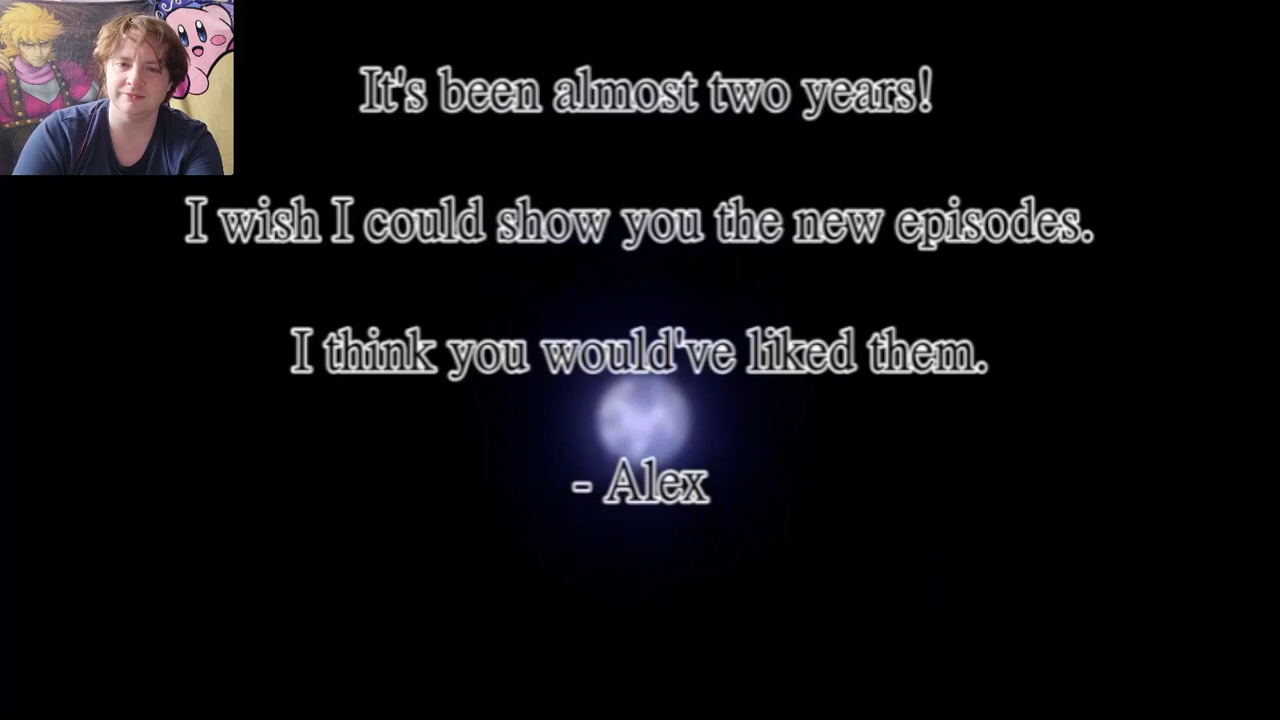 It's been almost two years!
I wish I could show you the new episodes.
I think you would've liked them.
- Alex